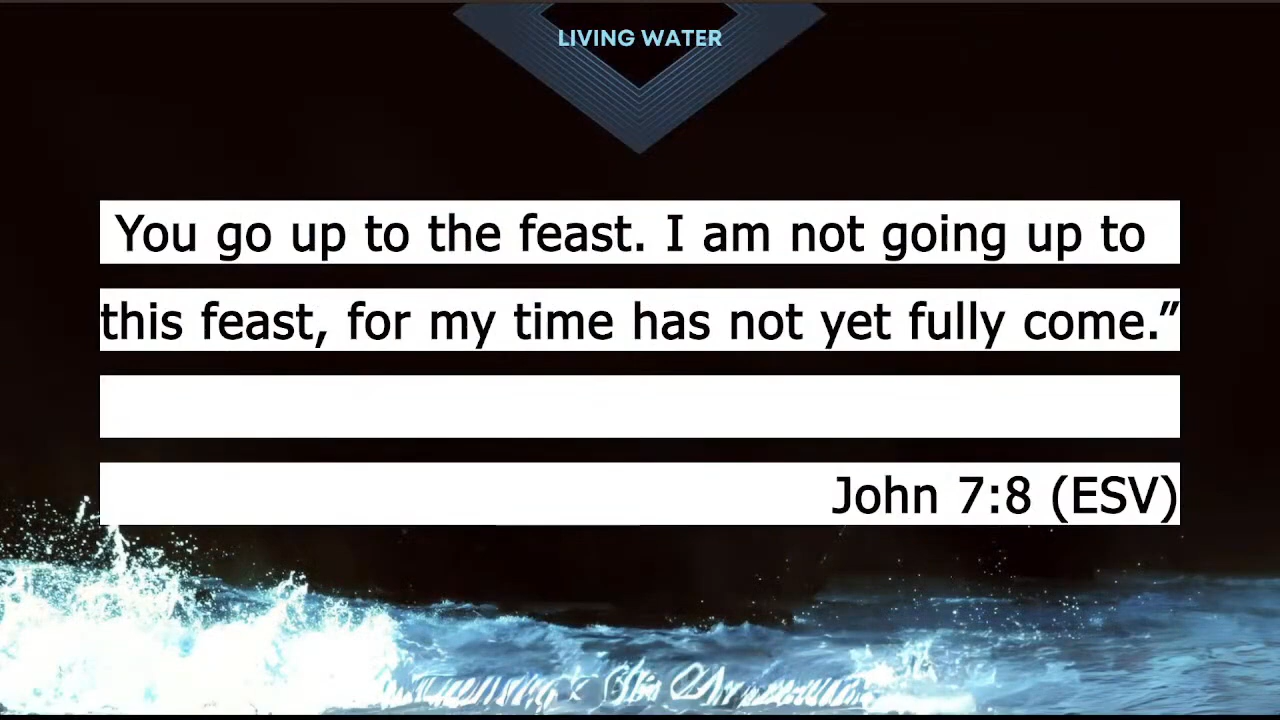 LIVING WATER
You go up to the feast. I am not going up to
this feast, for my time has not yet fully come.”
John 7:8 (ESV)